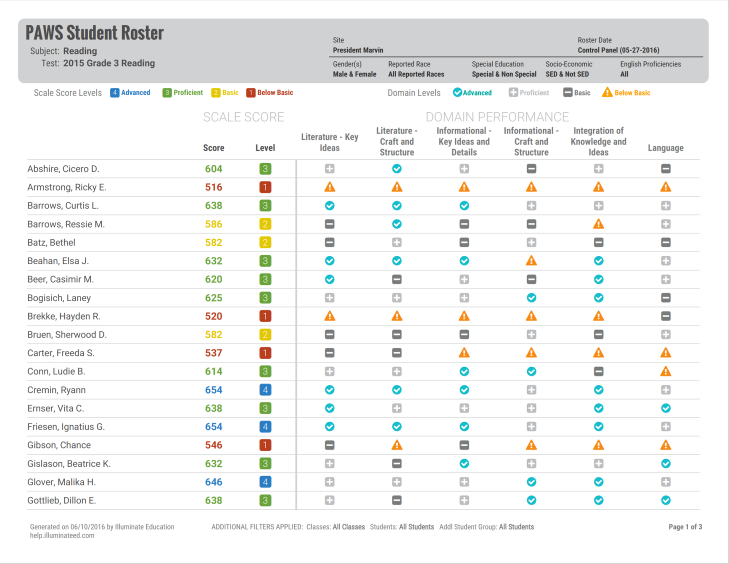 PAWS Student Roster
Subject: Reading
Test: 2015 Grade 3 Reading
Site
President Marvin
Roster Date
Control Panel (05-27-2016)
Gender(s)
Male & Female
Reported Race
All Reported Races
Special Education
Special & Non Special
Socio-Economic
SED & Not SED
English Proficiencies
All
Scale Score Levels 4 Advanced 3 Proficient 2 Basic 1 Below Basic
Domain Levels Advanced Proficient Basic Below Basic
SCALE SCORE
DOMAIN PERFORMANCE
Score
Level
Literature - Key
Ideas
Literature -
Craft and
Structure
Informational -
Key Ideas and
Details
Informational -
Craft and
Structure
Integration of
Knowledge and
Ideas
Language
Abshire, Cicero D. 604 3
Armstrong, Ricky E. 516 1
Barrows, Curtis L. 638 3
Barrows, Ressie M. 586 2
Batz, Bethel 582 2
Beahan, Elsa J. 632 3
Beer, Casimir M. 620 3
Bogisich, Laney 625 3
Brekke, Hayden R. 520 1
Bruen, Sherwood D. 582 2
Carter, Freeda S. 537 1
Conn, Ludie B. 614 3
Cremin, Ryann 654 4
Ernser, Vita C. 638 3
Friesen, Ignatius G. 654 4
Gibson, Chance 546 1
Gislason, Beatrice K. 632 3
Glover, Malika H. 646 4
Gottlieb, Dillon E. 638 3
Generated on 06/10/2016 by Illuminate Education
help.illuminateed.com
ADDITIONAL FILTERS APPLIED: Classes: All Classes Students: All Students Addl Student Group: All Students
Page 1 of 3